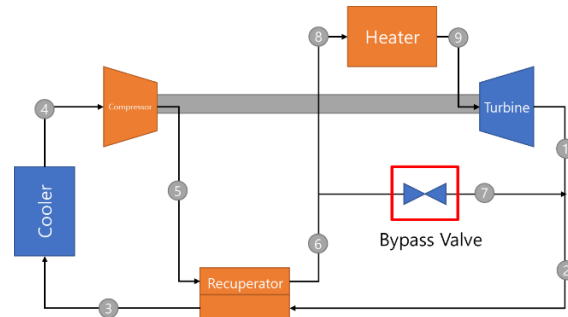 8
Heater
9
4
Compressor
Turbine
1
Cooler
5
7
6
Bypass Valve
2
Recuperator
3